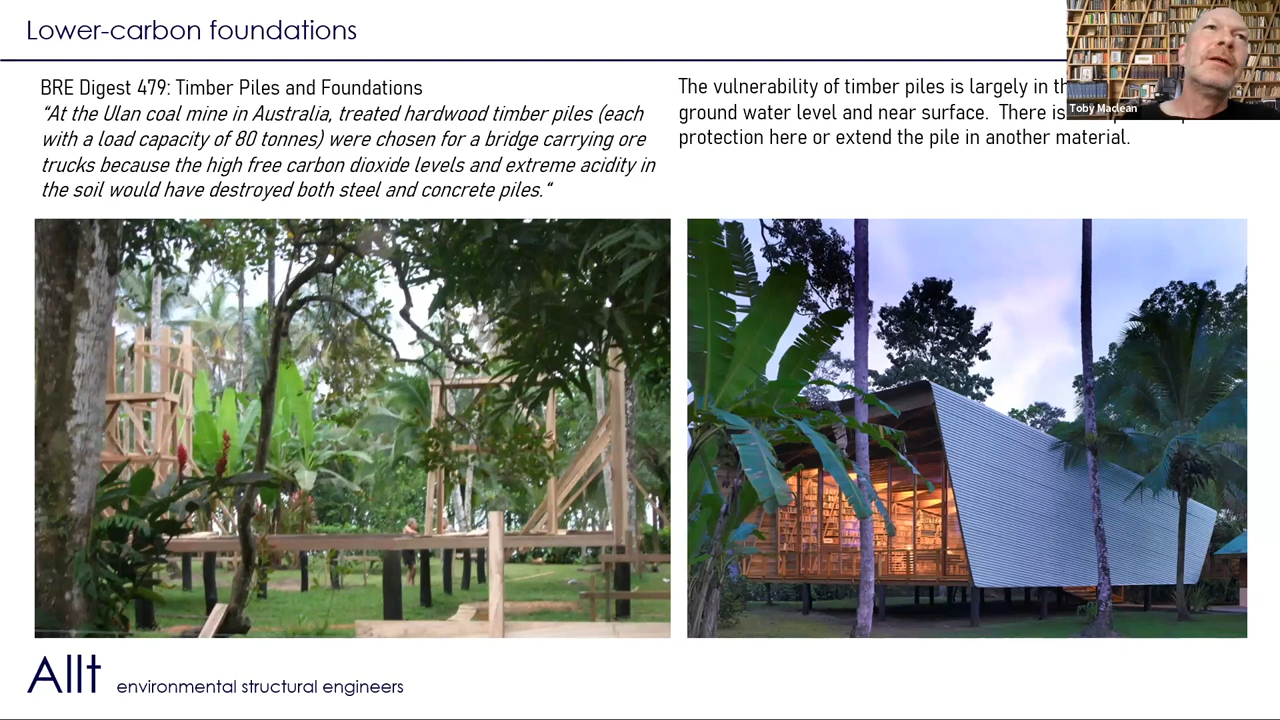 Lower-carbon foundations
BRE Digest 479: Timber Piles and Foundations
“At the Ulan coal mine in Australia, treated hardwood timber piles (each
with a load capacity of 80 tonnes) were chosen for a bridge carrying ore
trucks because the high free carbon dioxide levels and extreme acidity in
the soil would have destroyed both steel and concrete piles.“
The vulnerability of timber piles is largely in
ground water level and near surface. There is
protection here or extend the pile in another material.
Toby Maclean
Allt environmental structural engineers